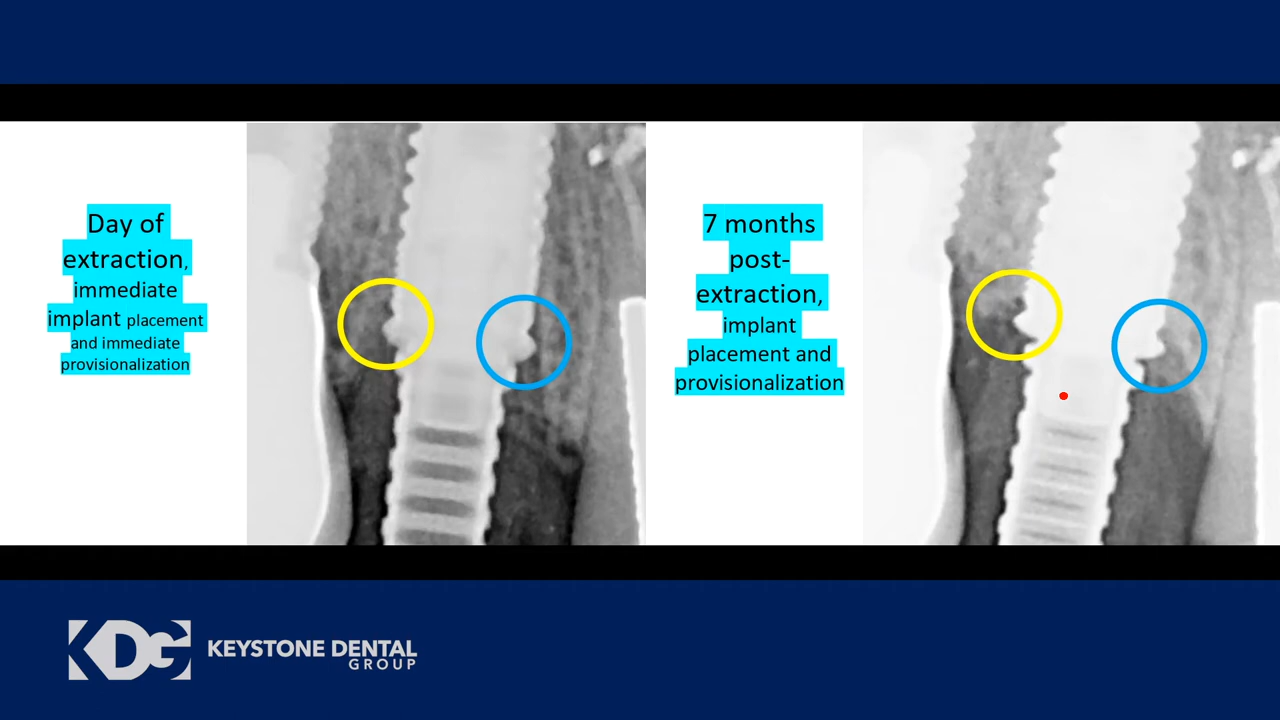 Day of
extraction,
immediate
implant placement
and immediate
provisionalization
7 months
post-
extraction,
implant
placement and
provisionalization
KDG KEYSTONE DENTAL
GROUP